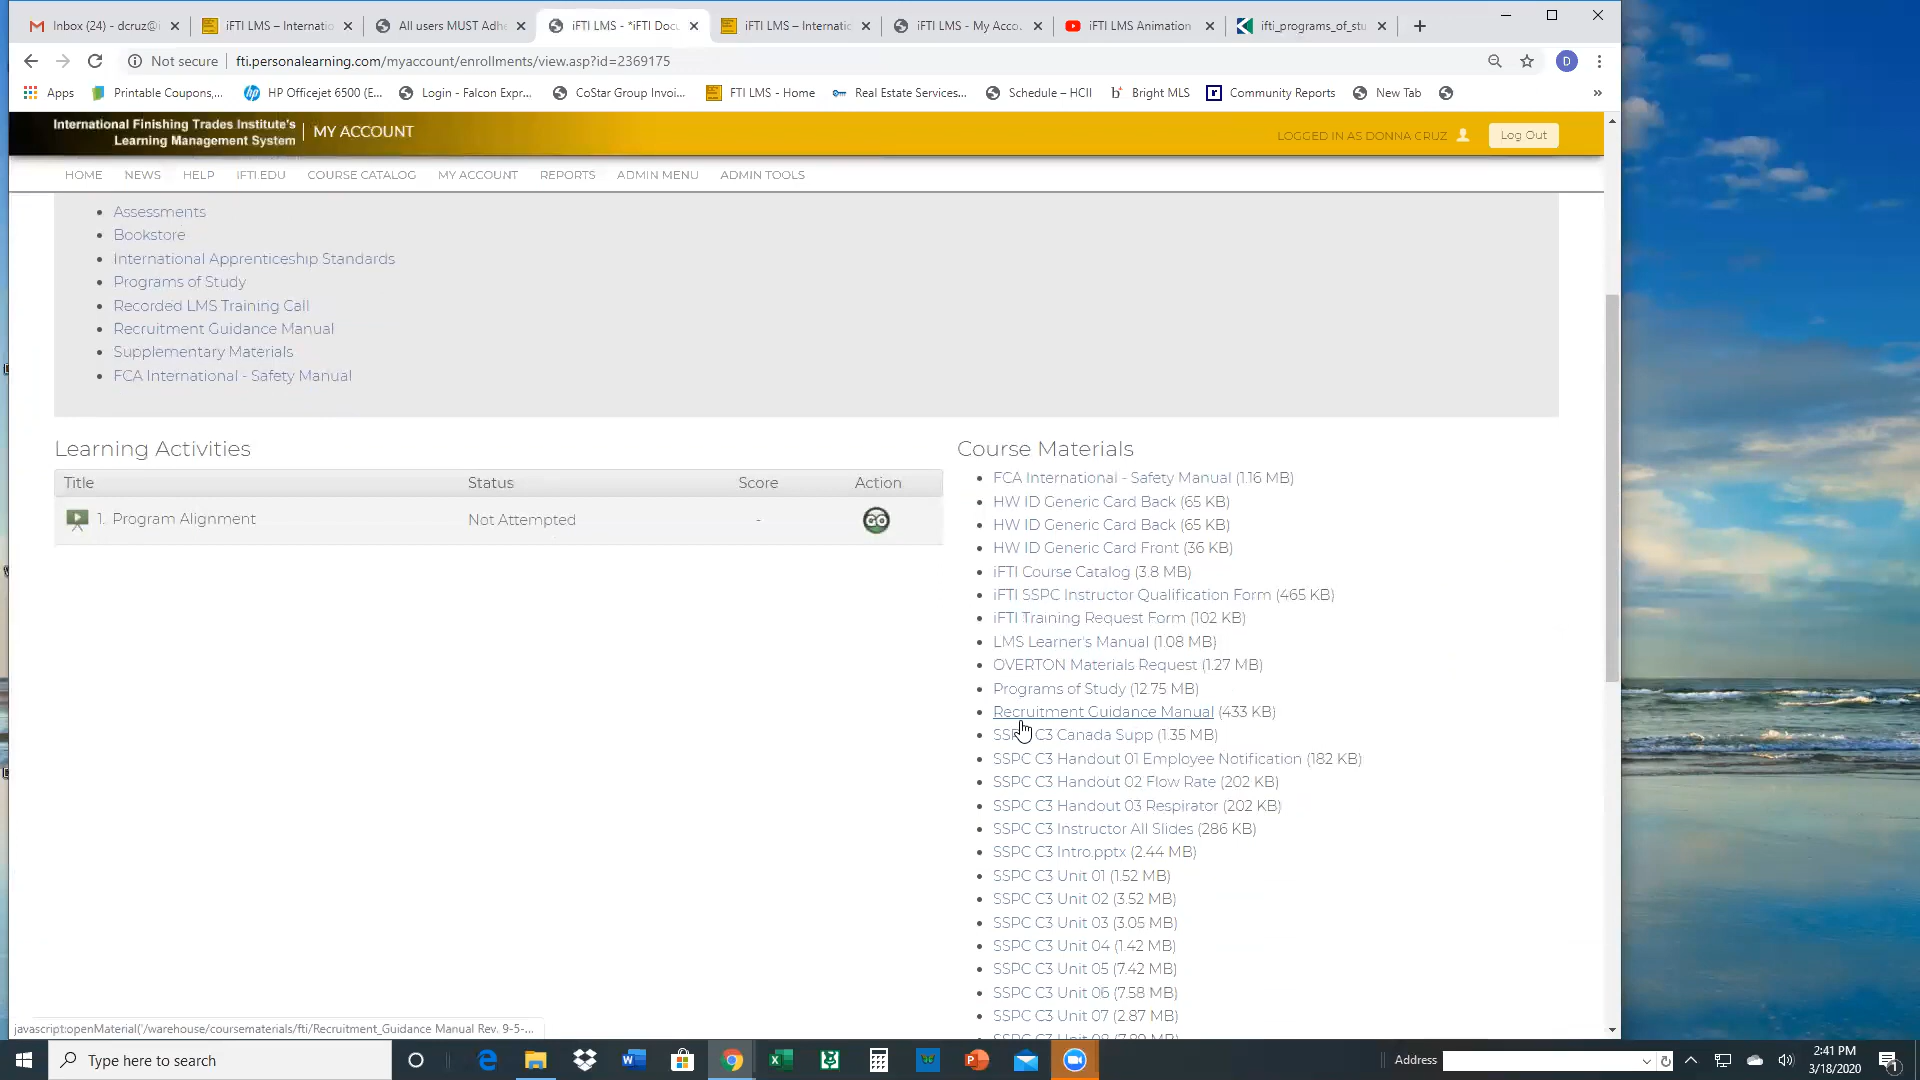 Inbox (24) - dcruz@i
iFTI LMS – Internatio
All users MUST Adhe
iFTI LMS - *iFTI Docu
iFTI LMS – Internatic
iFTI LMS - My Accou
iFTI LMS Animation
ifti_programs_of_stu
Not secure | fti.personalearning.com/myaccount/enrollments/view.asp?id=2369175
D
Apps
Printable Coupons,...
HP Officejet 6500 (E...
Login - Falcon Expr...
CoStar Group Invoi...
FTI LMS - Home
Real Estate Services...
Schedule – HCII
Bright MLS
Community Reports
New Tab
»
International Finishing Trades Institute's
Learning Management System
MY ACCOUNT
LOGGED IN AS DONNA CRUZ
Log Out
HOME NEWS HELP IFTI EDU COURSE CATALOG MY ACCOUNT REPORTS ADMIN MENU ADMIN TOOLS
• Assessments
• Bookstore
• International Apprenticeship Standards
• Programs of Study
• Recorded LMS Training Call
• Recruitment Guidance Manual
• Supplementary Materials
• FCA International - Safety Manual
Learning Activities
Title Status Score Action
1. Program Alignment Not Attempted - GO
Course Materials
• FCA International - Safety Manual (1.16 MB)
• HW ID Generic Card Back (65 KB)
• HW ID Generic Card Back (65 KB)
• HW ID Generic Card Front (36 KB)
• iFTI Course Catalog (3.8 MB)
• iFTI SSPC Instructor Qualification Form (465 KB)
• iFTI Training Request Form (102 KB)
• LMS Learner's Manual (1.08 MB)
• OVERTON Materials Request (1.27 MB)
• Programs of Study (12.75 MB)
• Recruitment Guidance Manual (433 KB)
• SSPC C3 Canada Supp (1.35 MB)
• SSPC C3 Handout 01 Employee Notification (182 KB)
• SSPC C3 Handout 02 Flow Rate (202 KB)
• SSPC C3 Handout 03 Respirator (202 KB)
• SSPC C3 Instructor All Slides (286 KB)
• SSPC C3 Intro.pptx (2.44 MB)
• SSPC C3 Unit 01 (1.52 MB)
• SSPC C3 Unit 02 (3.52 MB)
• SSPC C3 Unit 03 (3.05 MB)
• SSPC C3 Unit 04 (1.42 MB)
• SSPC C3 Unit 05 (7.42 MB)
• SSPC C3 Unit 06 (7.58 MB)
• SSPC C3 Unit 07 (2.87 MB)
javascript:openMaterial('/warehouse/coursematerials/fti/Recruitment_Guidance Manual Rev. 9-5-...
Type here to search
Address
2:41 PM
3/18/2020
1